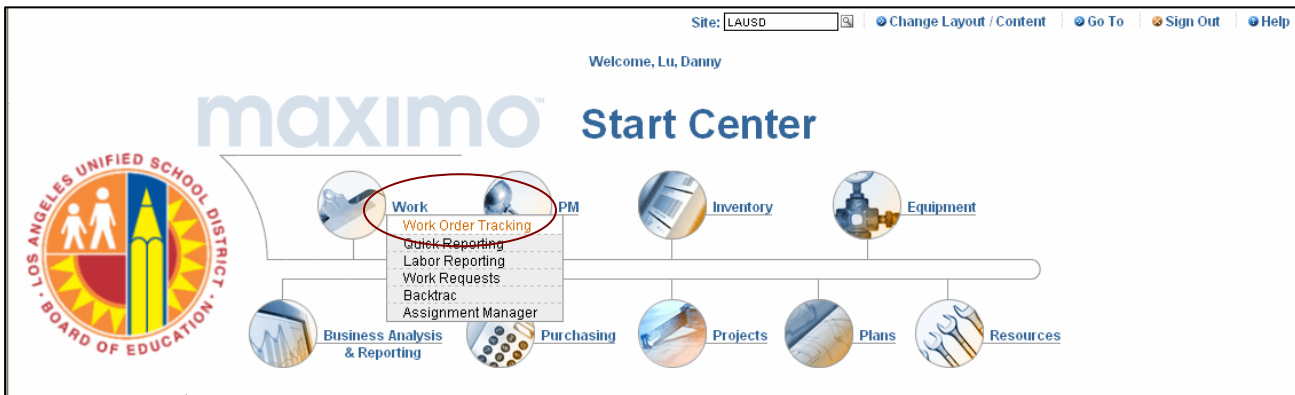 Site: LAUSD Change Layout / Content Go To Sign Out Help
Welcome, Lu, Danny
maximo™ Start Center
LOS ANGELES UNIFIED SCHOOL DISTRICT · BOARD OF EDUCATION ·
Work PM Inventory Equipment
Work Order Tracking
Quick Reporting
Labor Reporting
Work Requests
Backtrac
Assignment Manager
Business Analysis
& Reporting
Purchasing Projects Plans Resources